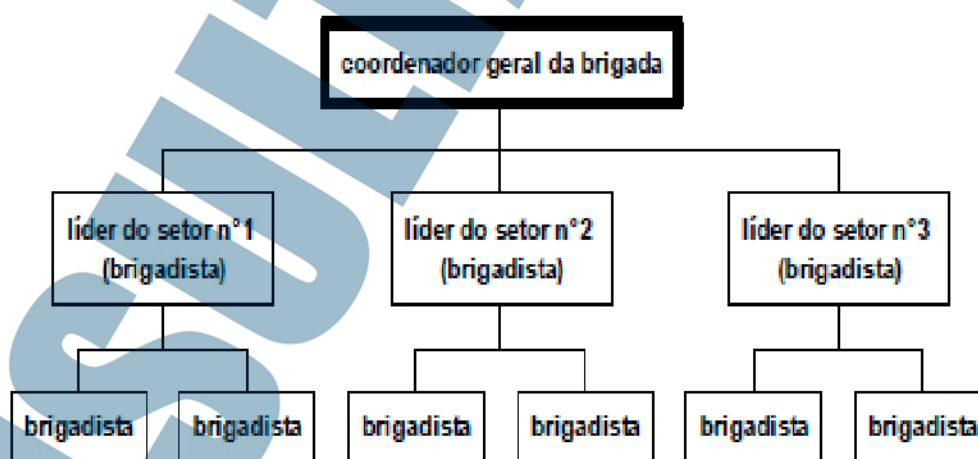 coordenador geral da brigada
líder do setor n°1
(brigadista)
líder do setor n°2
(brigadista)
líder do setor n°3
(brigadista)
brigadista
brigadista
brigadista
brigadista
brigadista
brigadista